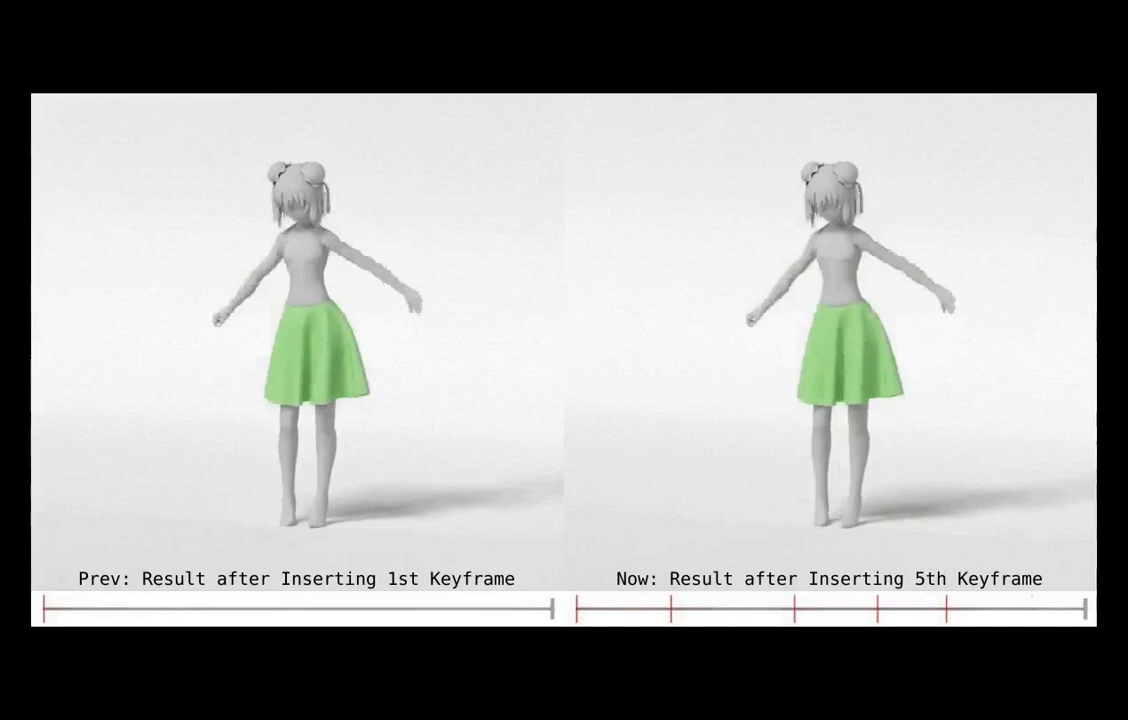 Prev: Result after Inserting 1st Keyframe
Now: Result after Inserting 5th Keyframe